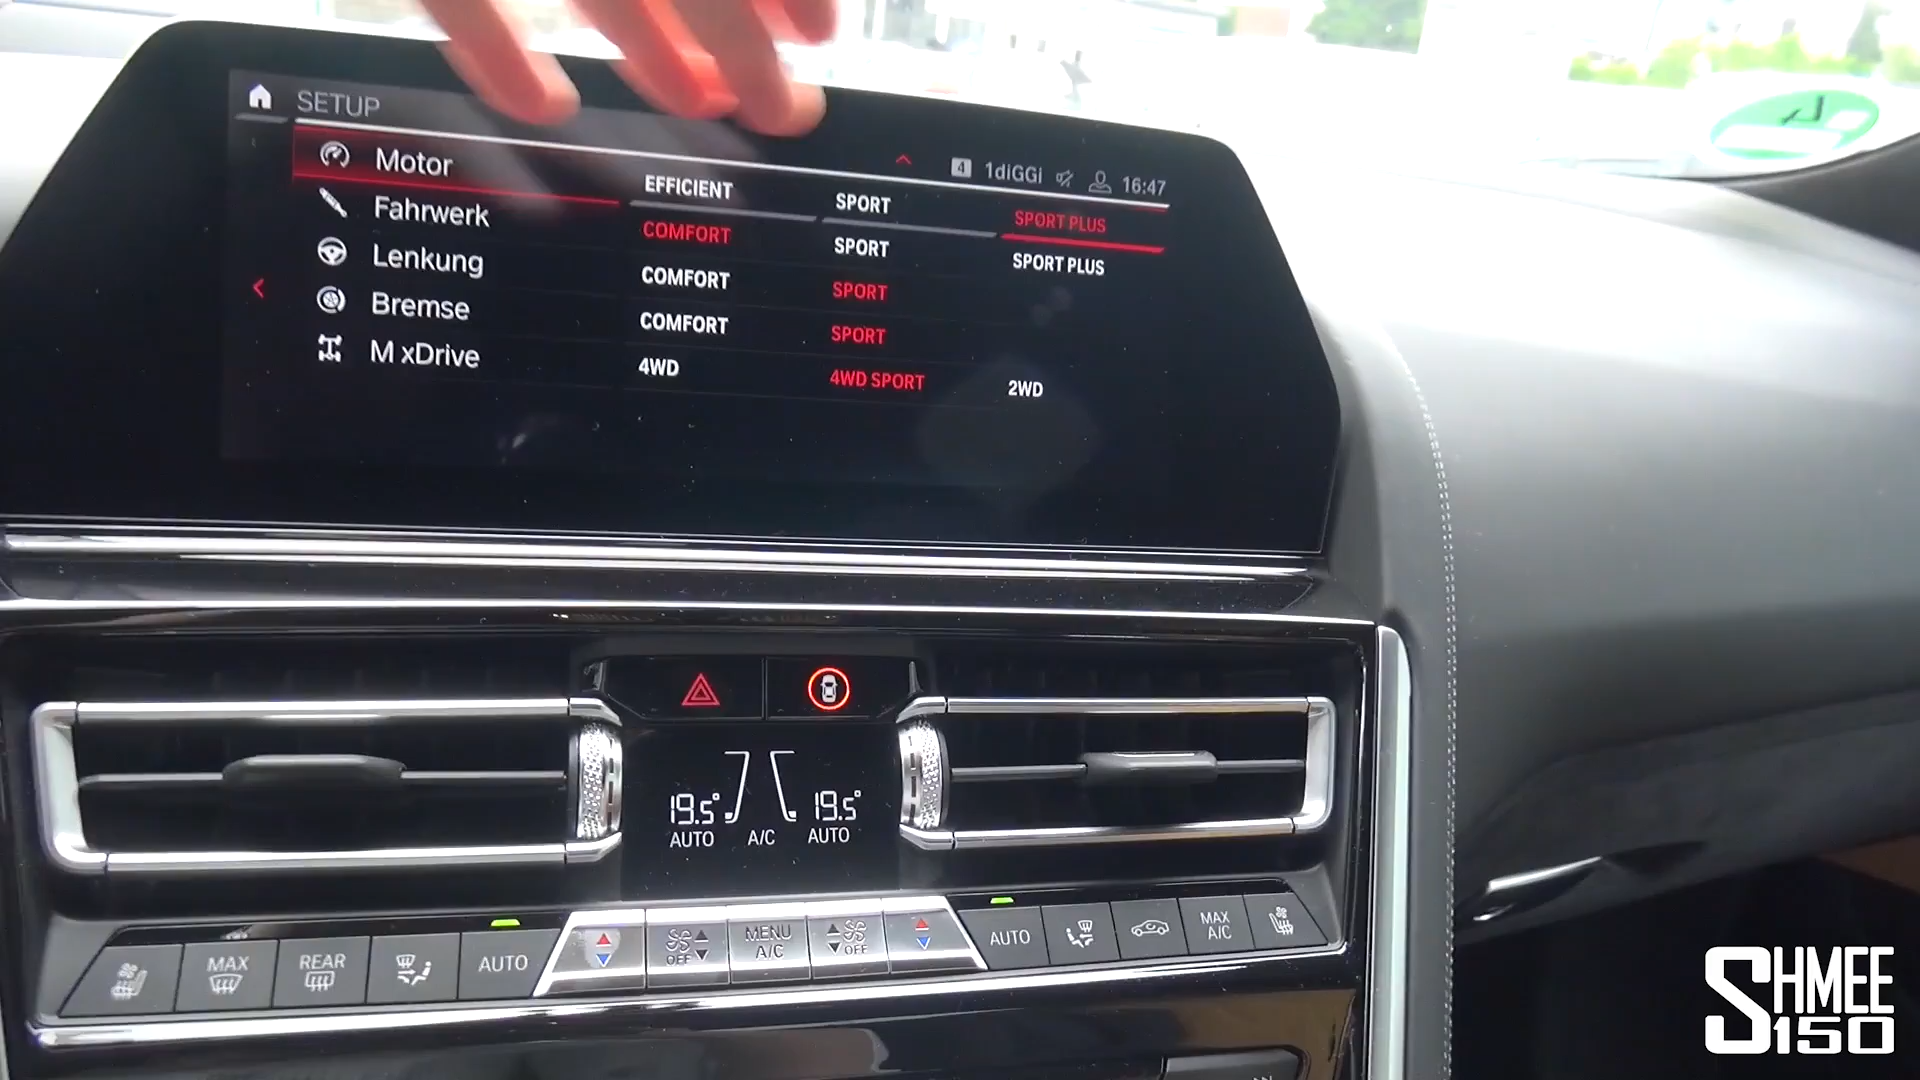 SETUP
4 1diGGi 16:47
Motor EFFICIENT SPORT SPORT PLUS
Fahrwerk COMFORT SPORT SPORT PLUS
Lenkung COMFORT SPORT
Bremse COMFORT SPORT
M xDrive 4WD 4WD SPORT 2WD
19.5° 19.5°
AUTO A/C AUTO
MAX REAR AUTO OFF MENU A/C OFF AUTO MAX A/C
SHMEE
150